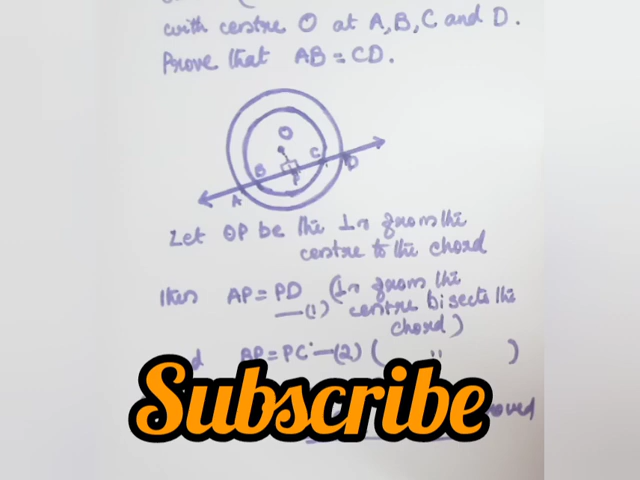 with centre O at A, B, C and D.
Prove that AB = CD.
O
B
C
D
A
P
Let OP be the ⊥r from the
centre to the chord
then AP = PD (⊥r from the
—(1) centre bisects the
chord)
BP = PC —(2) ( " )
Subscribe